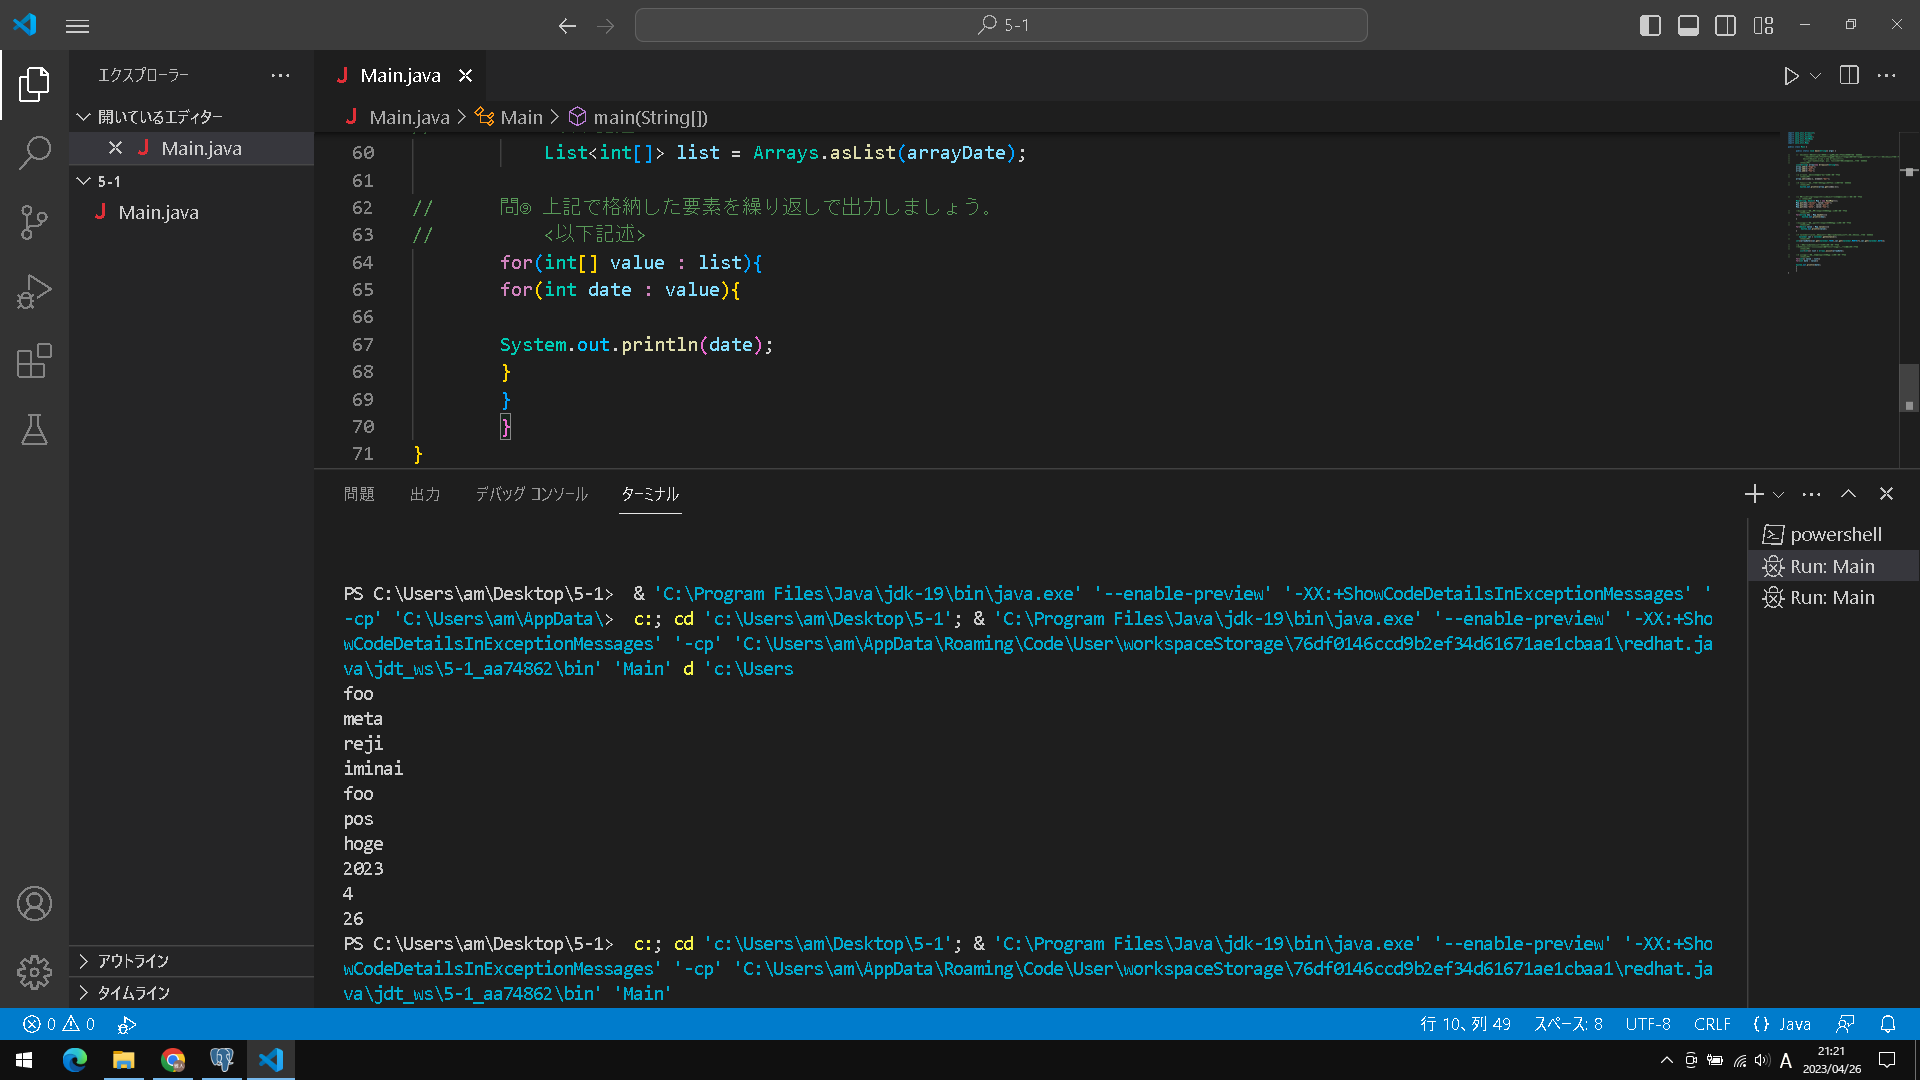 5-1
エクスプローラー
Main.java
開いているエディター
Main.java
5-1
Main.java
Main.java > Main > main(String[])
60 List<int[]> list = Arrays.asList(arrayDate);
61
62 // 問⑨ 上記で格納した要素を繰り返しで出力しましょう。
63 // <以下記述>
64 for(int[] value : list){
65 for(int date : value){
66
67 System.out.println(date);
68 }
69 }
70 }
71 }
問題 出力 デバッグ コンソール ターミナル
powershell
Run: Main
Run: Main
PS C:\Users\am\Desktop\5-1>  & 'C:\Program Files\Java\jdk-19\bin\java.exe' '--enable-preview' '-XX:+ShowCodeDetailsInExceptionMessages' '
-cp' 'C:\Users\am\AppData\>  c:; cd 'c:\Users\am\Desktop\5-1'; & 'C:\Program Files\Java\jdk-19\bin\java.exe' '--enable-preview' '-XX:+Sho
wCodeDetailsInExceptionMessages' '-cp' 'C:\Users\am\AppData\Roaming\Code\User\workspaceStorage\76df0146ccd9b2ef34d61671ae1cbaa1\redhat.ja
va\jdt_ws\5-1_aa74862\bin' 'Main' d 'c:\Users
foo
meta
reji
iminai
foo
pos
hoge
2023
4
26
PS C:\Users\am\Desktop\5-1>  c:; cd 'c:\Users\am\Desktop\5-1'; & 'C:\Program Files\Java\jdk-19\bin\java.exe' '--enable-preview' '-XX:+Sho
wCodeDetailsInExceptionMessages' '-cp' 'C:\Users\am\AppData\Roaming\Code\User\workspaceStorage\76df0146ccd9b2ef34d61671ae1cbaa1\redhat.ja
va\jdt_ws\5-1_aa74862\bin' 'Main'
アウトライン
タイムライン
0 0
行 10、列 49 スペース: 8 UTF-8 CRLF {} Java
A
21:21
2023/04/26